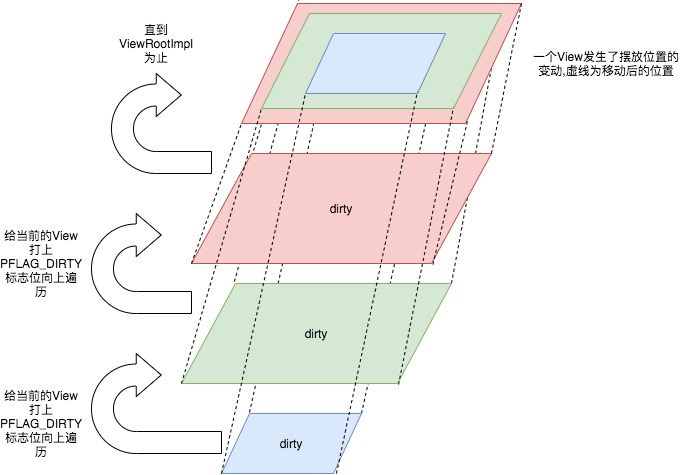 直到
ViewRootImpl
为止
一个View发生了摆放位置的
变动,虚线为移动后的位置
dirty
给当前的View
打上
PFLAG_DIRTY
标志位向上遍
历
dirty
给当前的View
打上
PFLAG_DIRTY
标志位向上遍
历
dirty